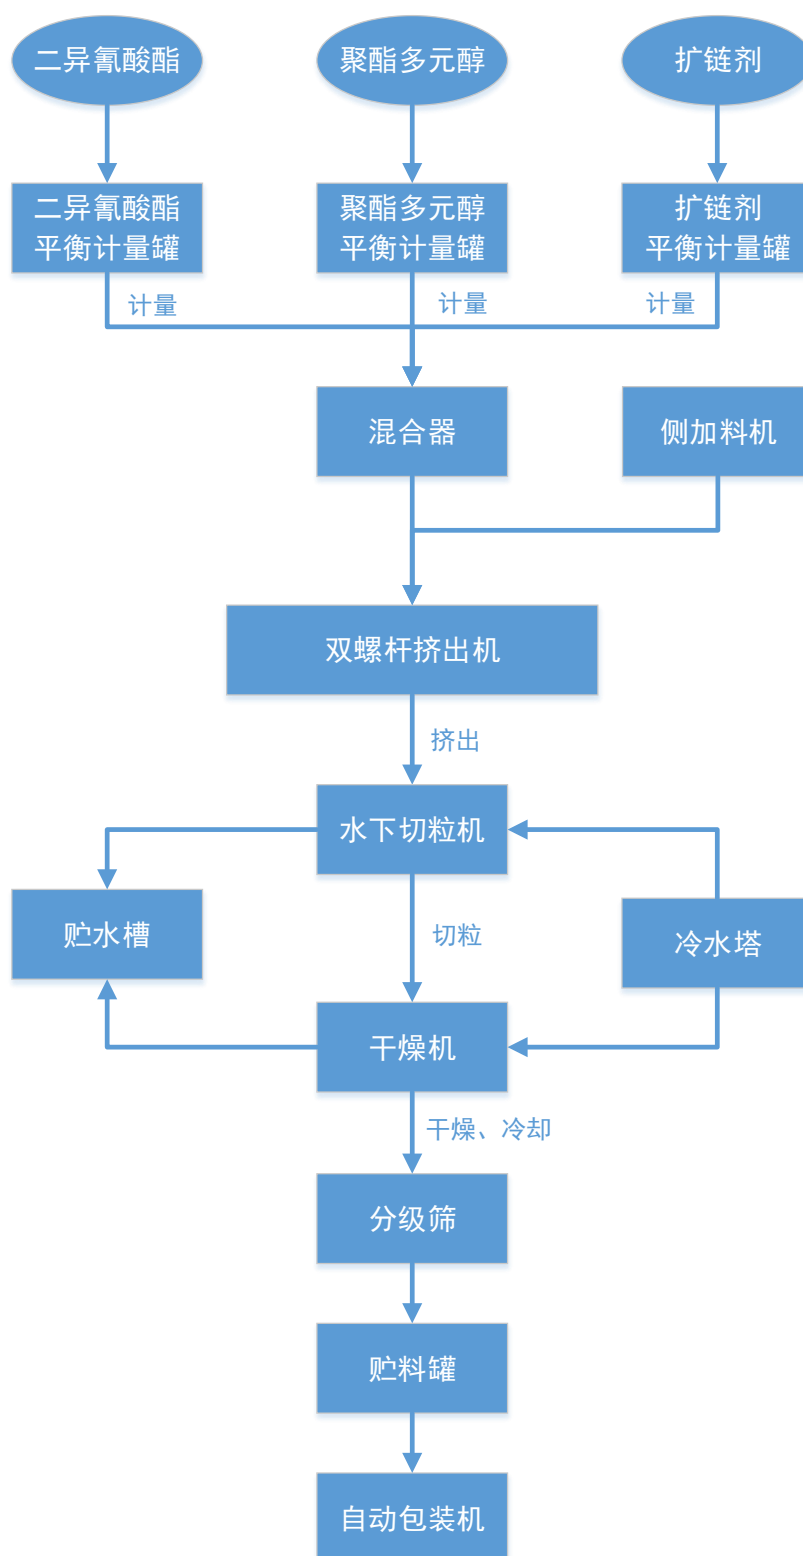 二异氰酸酯
聚酯多元醇
扩链剂
二异氰酸酯
平衡计量罐
聚酯多元醇
平衡计量罐
扩链剂
平衡计量罐
计量
计量
计量
混合器
侧加料机
双螺杆挤出机
挤出
水下切粒机
贮水槽
切粒
冷水塔
干燥机
干燥、冷却
分级筛
贮料罐
自动包装机